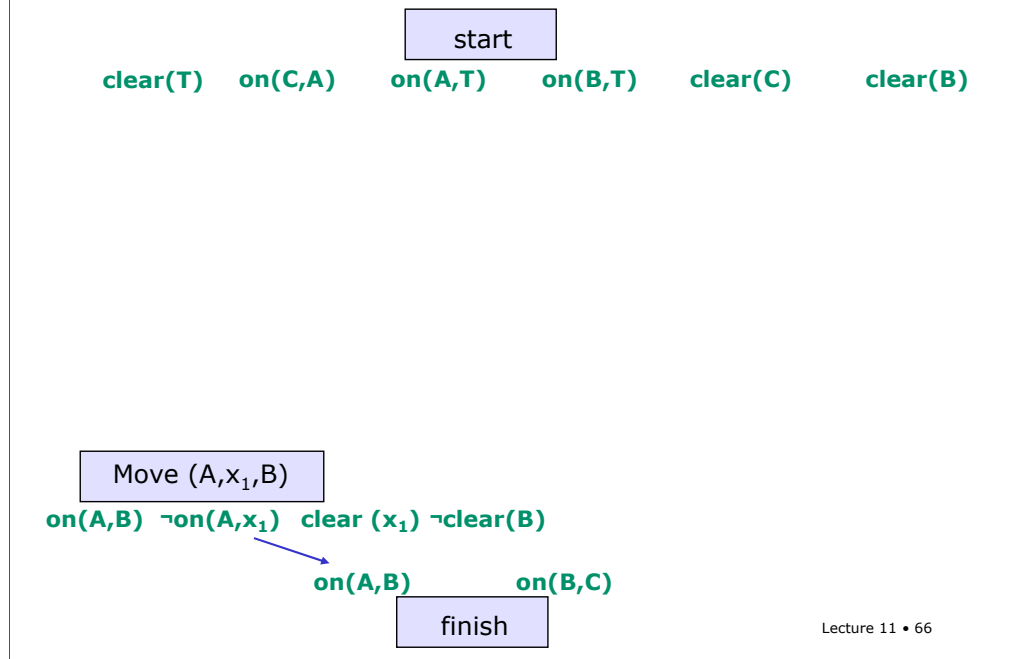 start
clear(T) on(C,A) on(A,T) on(B,T) clear(C) clear(B)
Move (A,x₁,B)
on(A,B) ¬on(A,x₁) clear (x₁) ¬clear(B)
on(A,B) on(B,C)
finish
Lecture 11 • 66